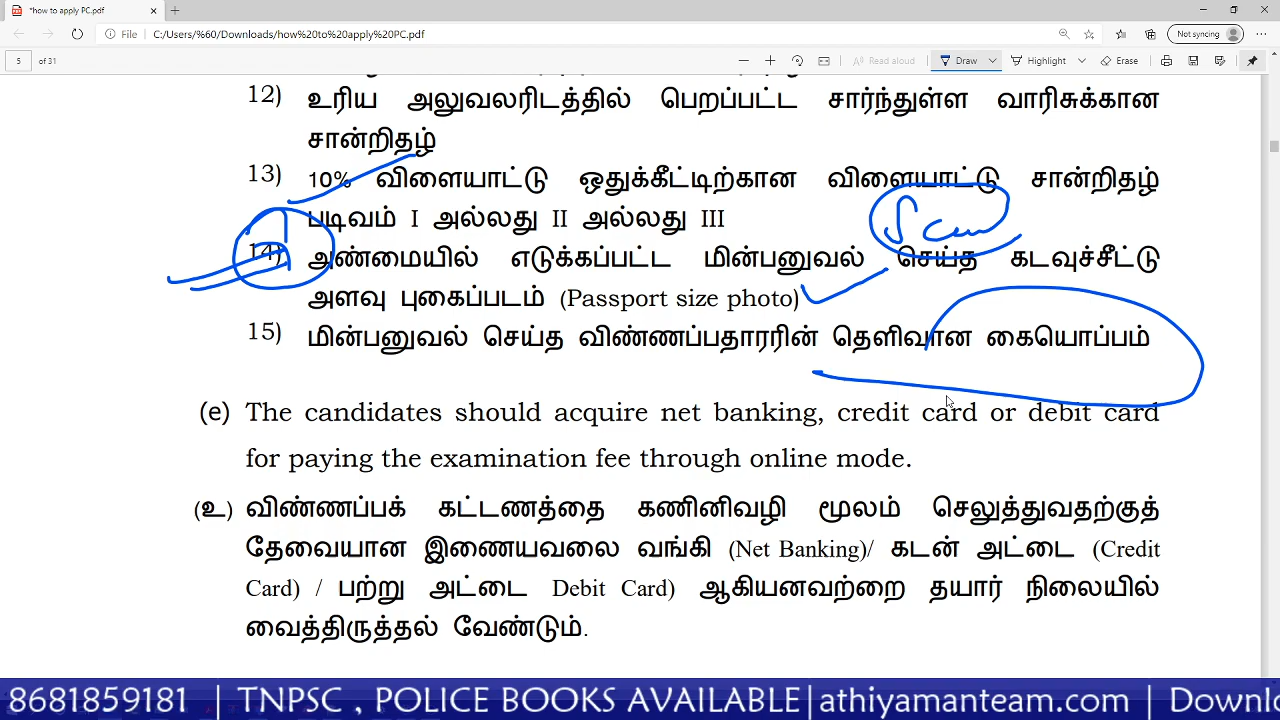 *how to apply PC.pdf
File C:/Users/%60/Downloads/how%20to%20apply%20PC.pdf Not syncing
5 of 31 Read aloud Draw Highlight Erase
12) உரிய அலுவலரிடத்தில் பெறப்பட்ட சார்ந்துள்ள வாரிசுக்கான
சான்றிதழ்
13) 10% விளையாட்டு ஒதுக்கீட்டிற்கான விளையாட்டு சான்றிதழ்
படிவம் I அல்லது II அல்லது III
Scan
14) அண்மையில் எடுக்கப்பட்ட மின்பனுவல் செய்த கடவுச்சீட்டு
அளவு புகைப்படம் (Passport size photo)
15) மின்பனுவல் செய்த விண்ணப்பதாரரின் தெளிவான கையொப்பம்
(e) The candidates should acquire net banking, credit card or debit card
for paying the examination fee through online mode.
(உ) விண்ணப்பக் கட்டணத்தை கணினிவழி மூலம் செலுத்துவதற்குத்
தேவையான இணையவலை வங்கி (Net Banking)/ கடன் அட்டை (Credit
Card) / பற்று அட்டை Debit Card) ஆகியனவற்றை தயார் நிலையில்
வைத்திருத்தல் வேண்டும்.
8681859181 | TNPSC , POLICE BOOKS AVAILABLE|athiyamanteam.com | Downlo